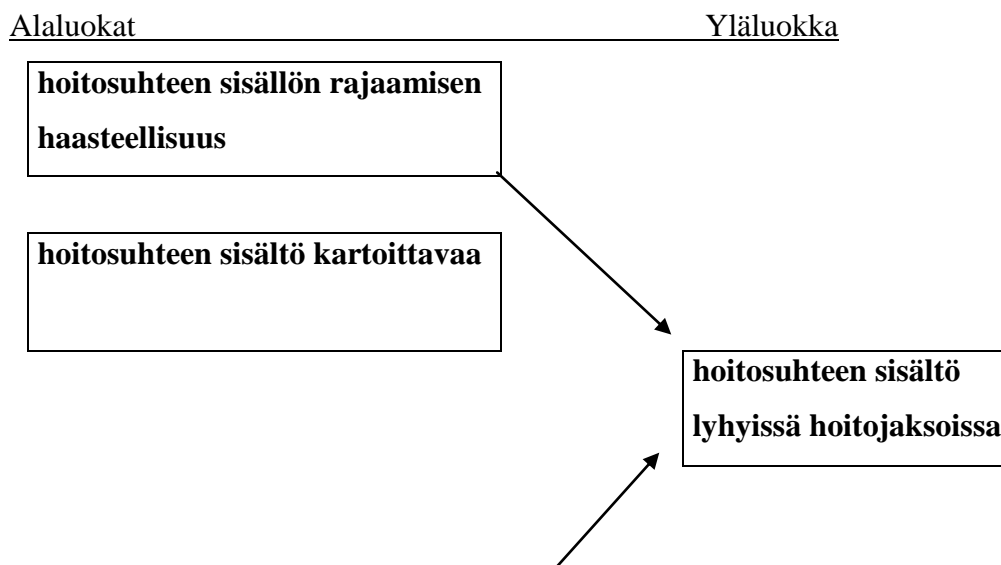 Alaluokat Yläluokka
hoitosuhteen sisällön rajaamisen
haasteellisuus
hoitosuhteen sisältö kartoittavaa
hoitosuhteen sisältö
lyhyissä hoitojaksoissa